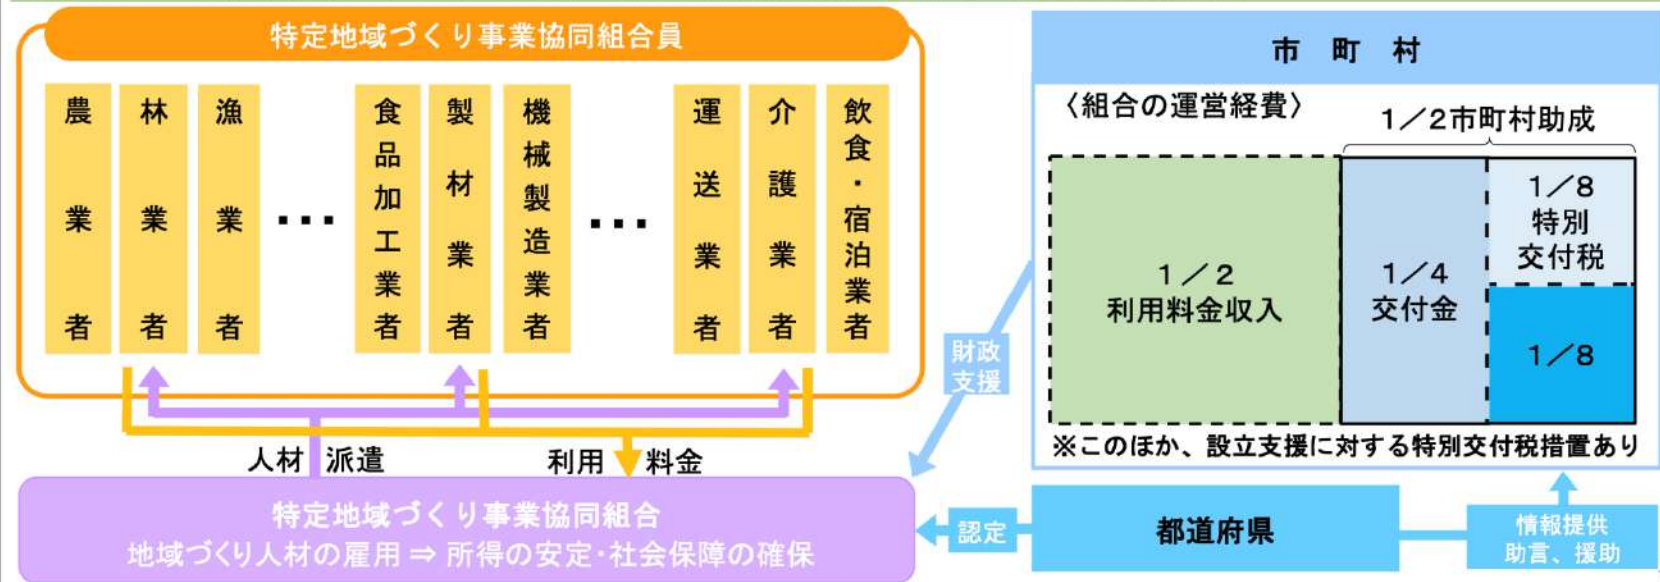 特定地域づくり事業協同組合員
農業者
林業者
漁業者
…
食品加工業者
製材業者
機械製造業者
…
運送業者
介護業者
飲食・宿泊業者
人材派遣
利用料金
特定地域づくり事業協同組合
地域づくり人材の雇用 ⇒ 所得の安定・社会保障の確保
財政
支援
市町村
〈組合の運営経費〉
1／2市町村助成
1／2
利用料金収入
1／4
交付金
1／8
特別
交付税
1／8
※このほか、設立支援に対する特別交付税措置あり
認定
都道府県
情報提供
助言、援助